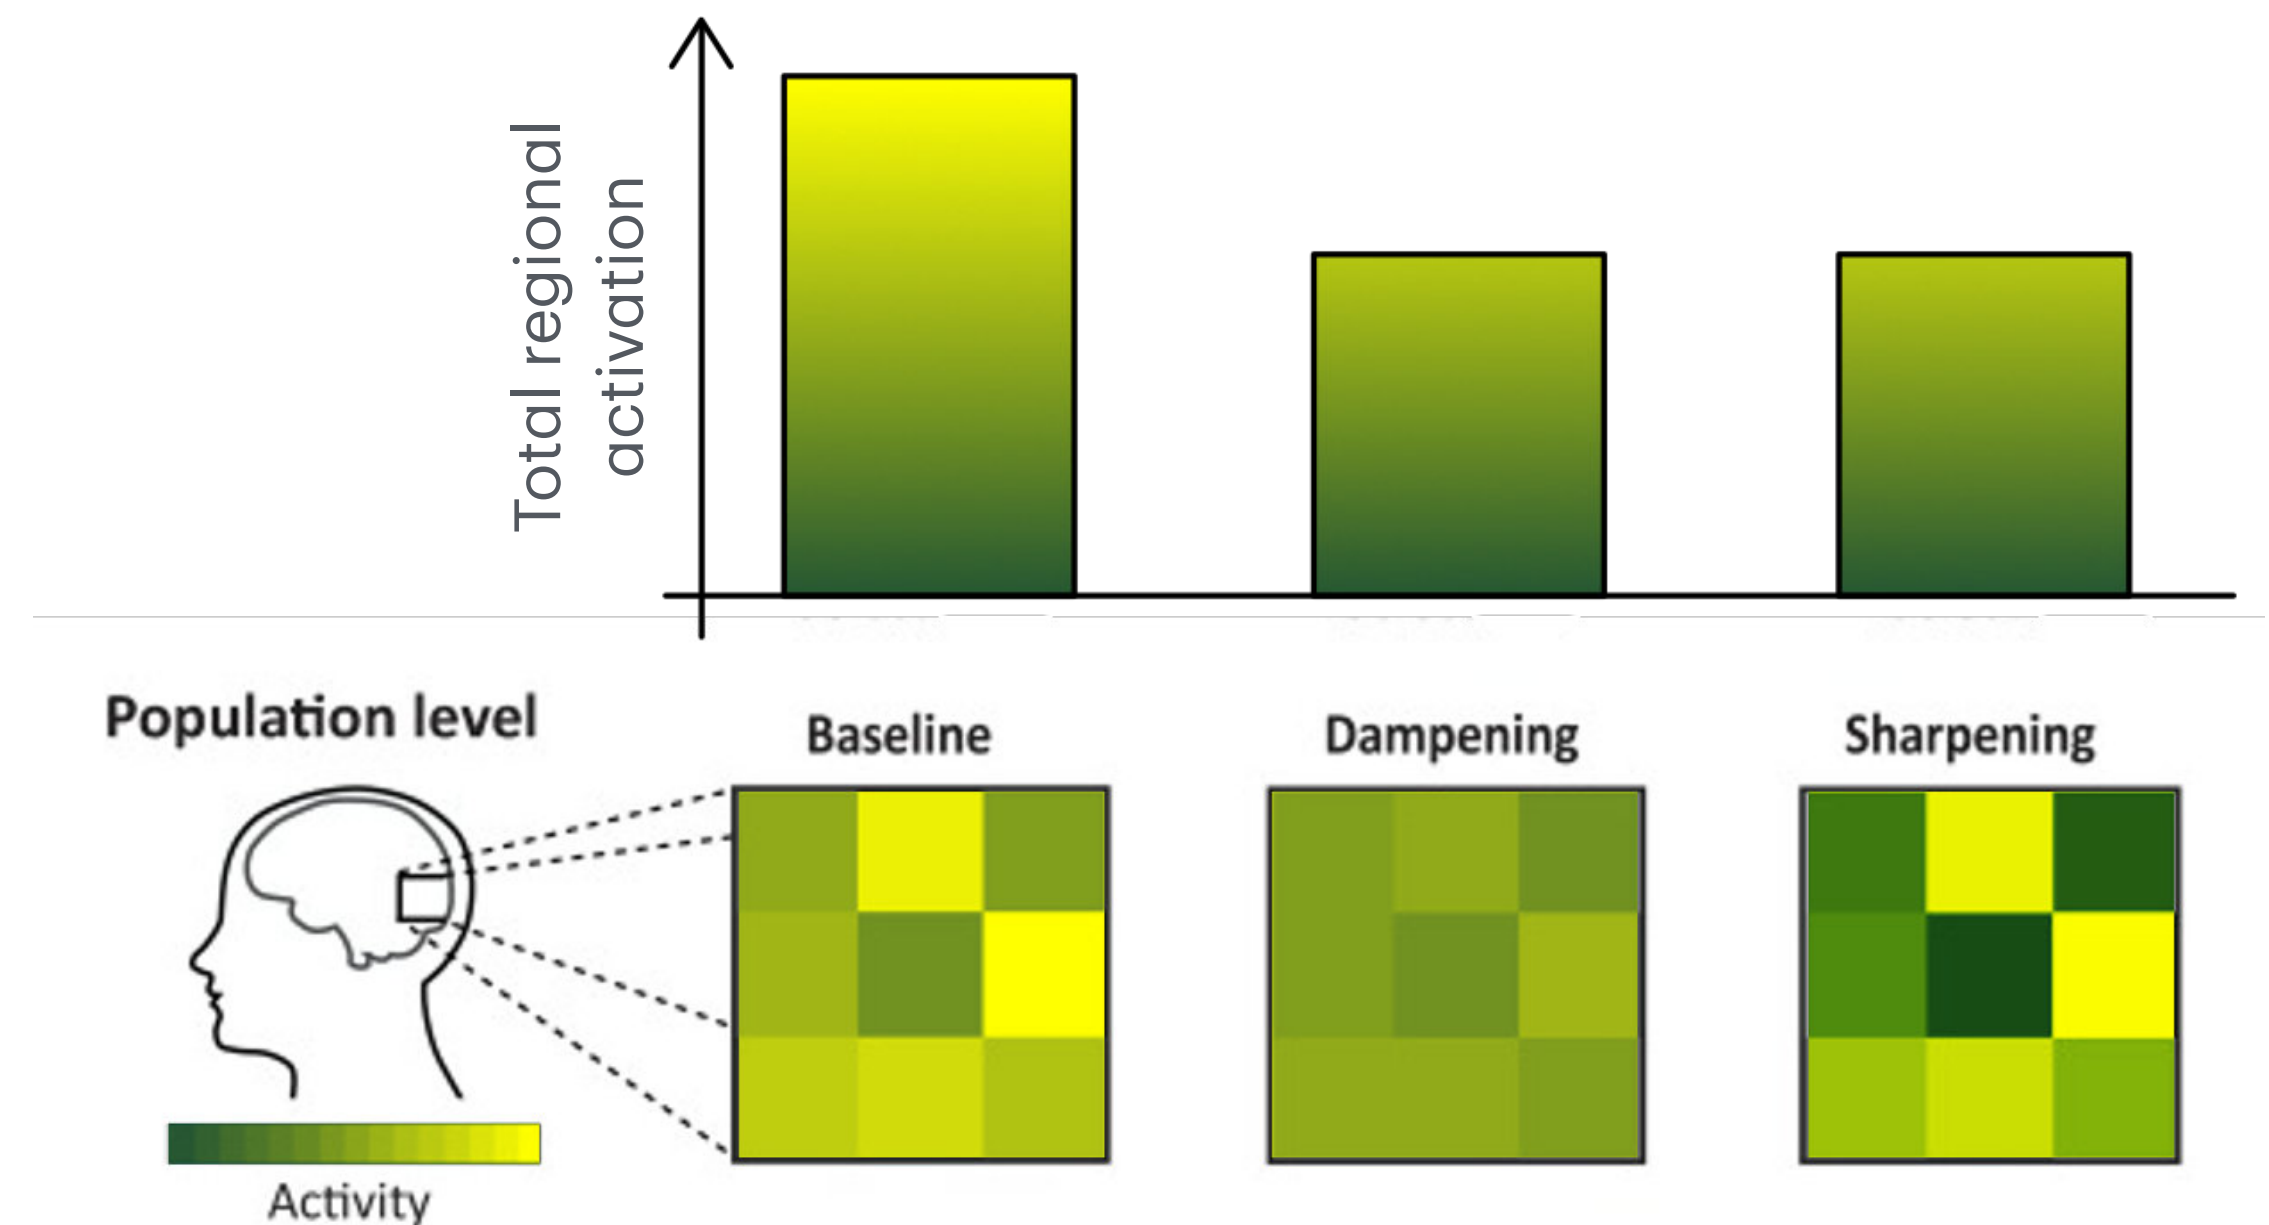 Total regional
activation
Population level
Baseline
Dampening
Sharpening
Activity